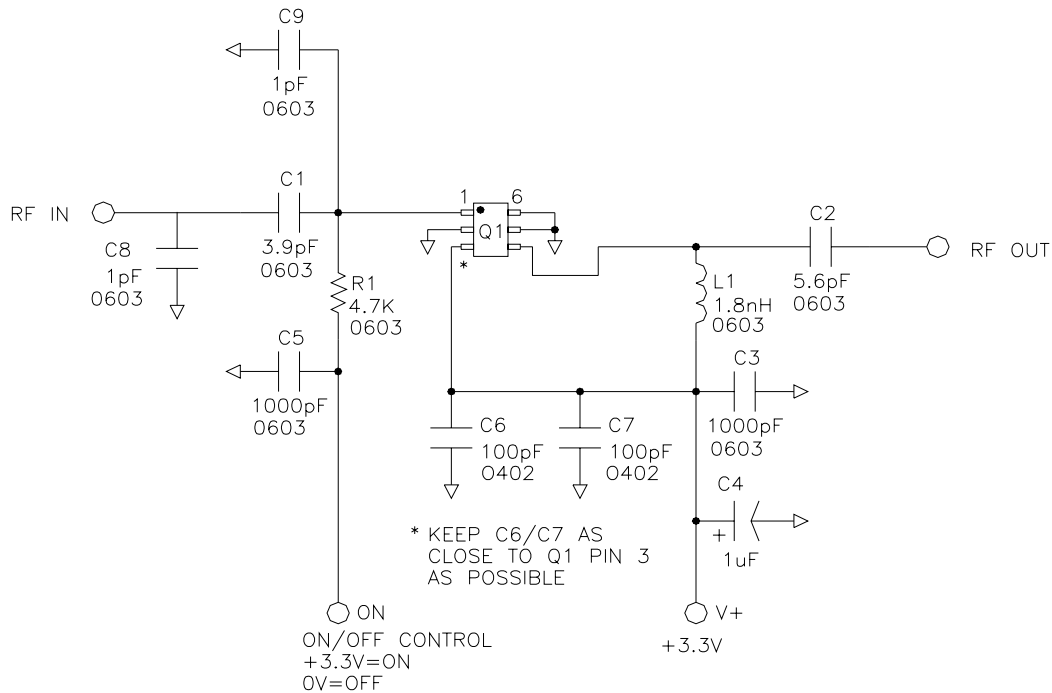 C9
1pF
0603
RF IN
C1
3.9pF
0603
C8
1pF
0603
R1
4.7K
0603
C5
1000pF
0603
1
6
Q1
*
C2
5.6pF
0603
RF OUT
L1
1.8nH
0603
C3
1000pF
0603
C6
100pF
0402
C7
100pF
0402
C4
+
1uF
* KEEP C6/C7 AS
CLOSE TO Q1 PIN 3
AS POSSIBLE
ON
ON/OFF CONTROL
+3.3V=ON
0V=OFF
V+
+3.3V